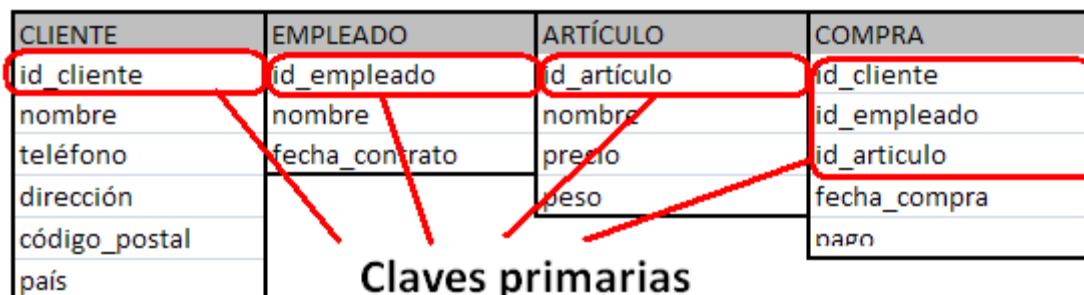 CLIENTE EMPLEADO ARTÍCULO COMPRA
id_cliente id_empleado id_artículo id_cliente
nombre nombre nombre id_empleado
teléfono fecha_contrato precio id_articulo
dirección peso fecha_compra
código_postal pago
país
Claves primarias